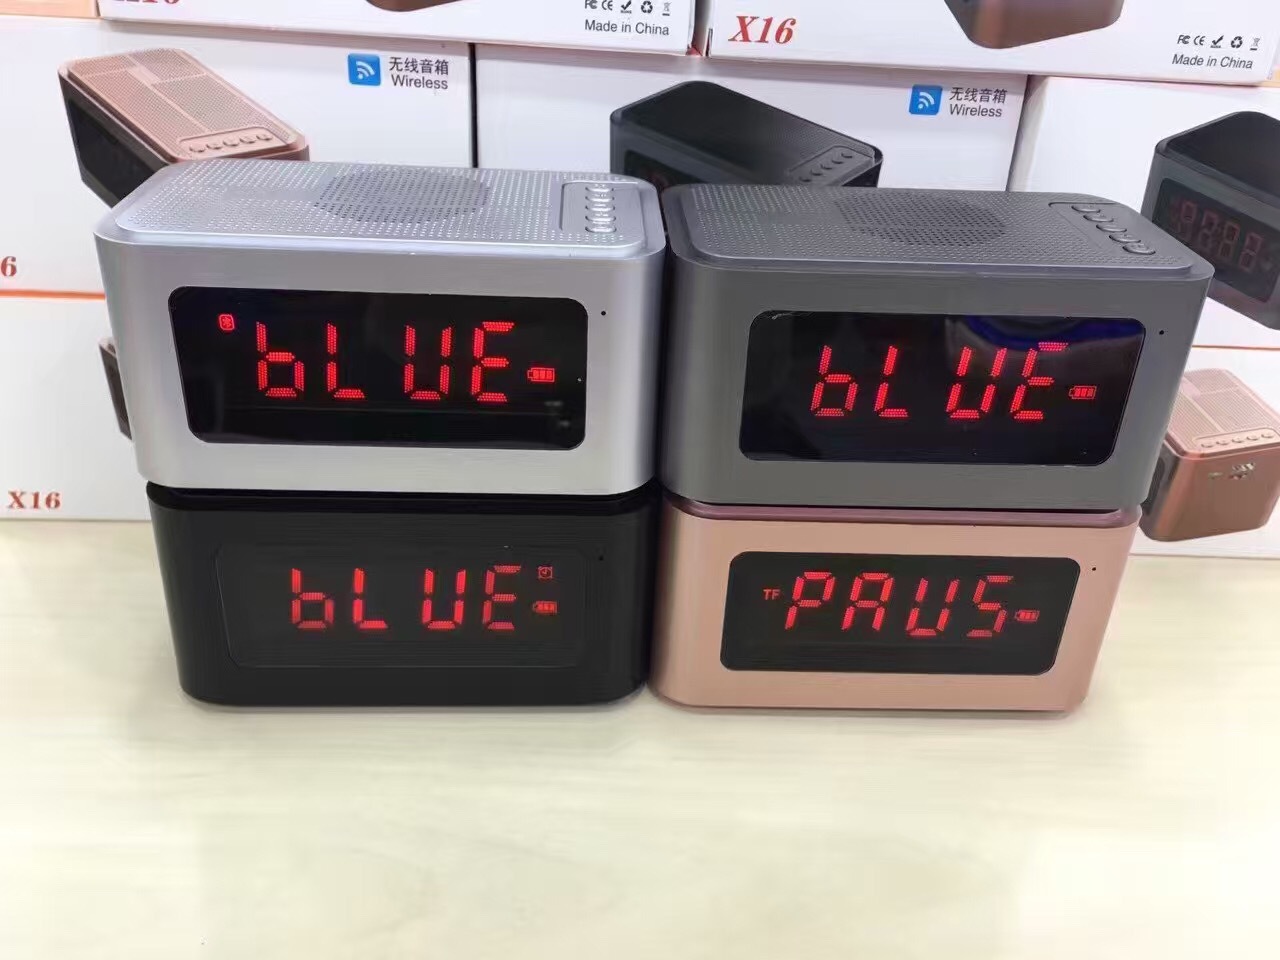 Made in China
X16
Made in China
无线音箱
Wireless
无线音箱
Wireless
6
X16
bLUE
bLUE
bLUE
TF PAUS